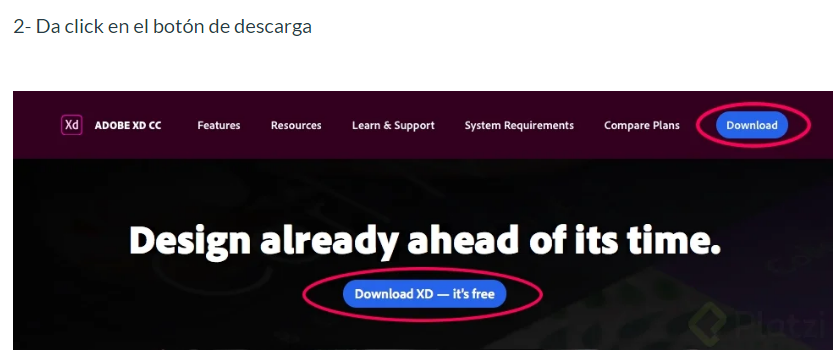 2- Da click en el botón de descarga
Xd ADOBE XD CC Features Resources Learn & Support System Requirements Compare Plans Download
Design already ahead of its time.
Download XD — it's free
Platzi